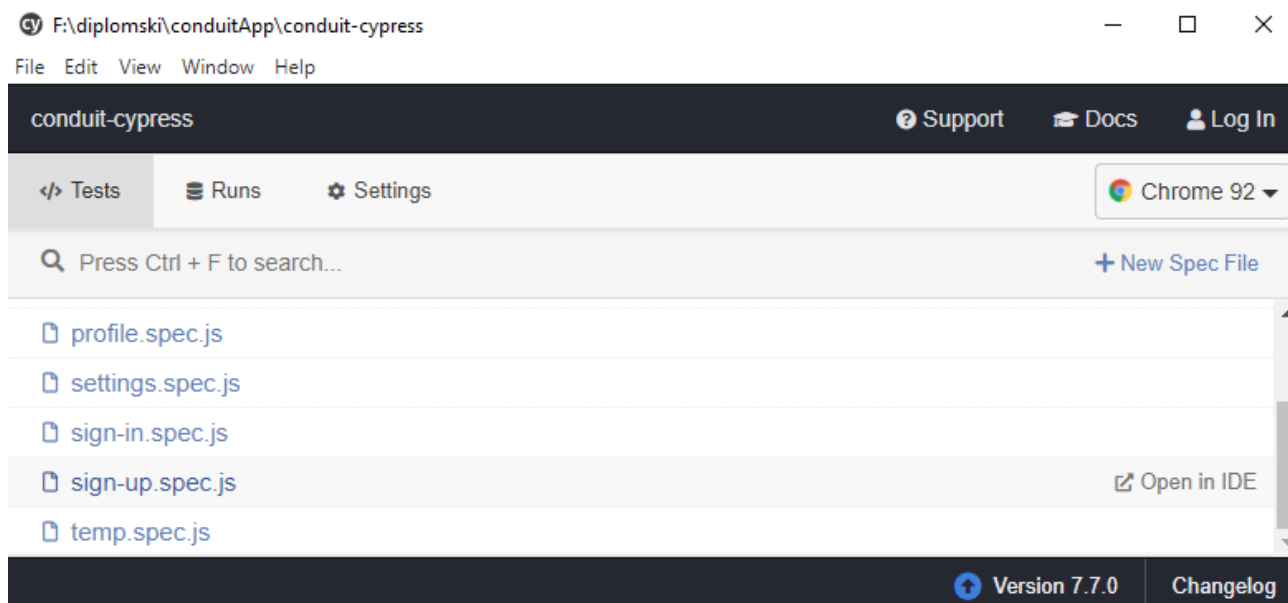 cy F:\diplomski\conduitApp\conduit-cypress
File Edit View Window Help
conduit-cypress Support Docs Log In
</> Tests Runs Settings Chrome 92
Press Ctrl + F to search... + New Spec File
profile.spec.js
settings.spec.js
sign-in.spec.js
sign-up.spec.js Open in IDE
temp.spec.js
Version 7.7.0 Changelog